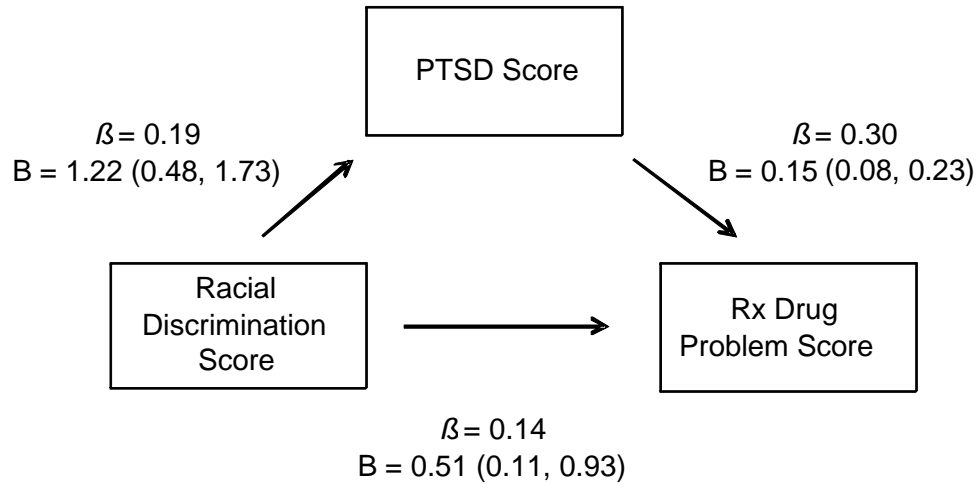 PTSD Score
ß = 0.19
B = 1.22 (0.48, 1.73)
ß = 0.30
B = 0.15 (0.08, 0.23)
Racial
Discrimination
Score
Rx Drug
Problem Score
ß = 0.14
B = 0.51 (0.11, 0.93)